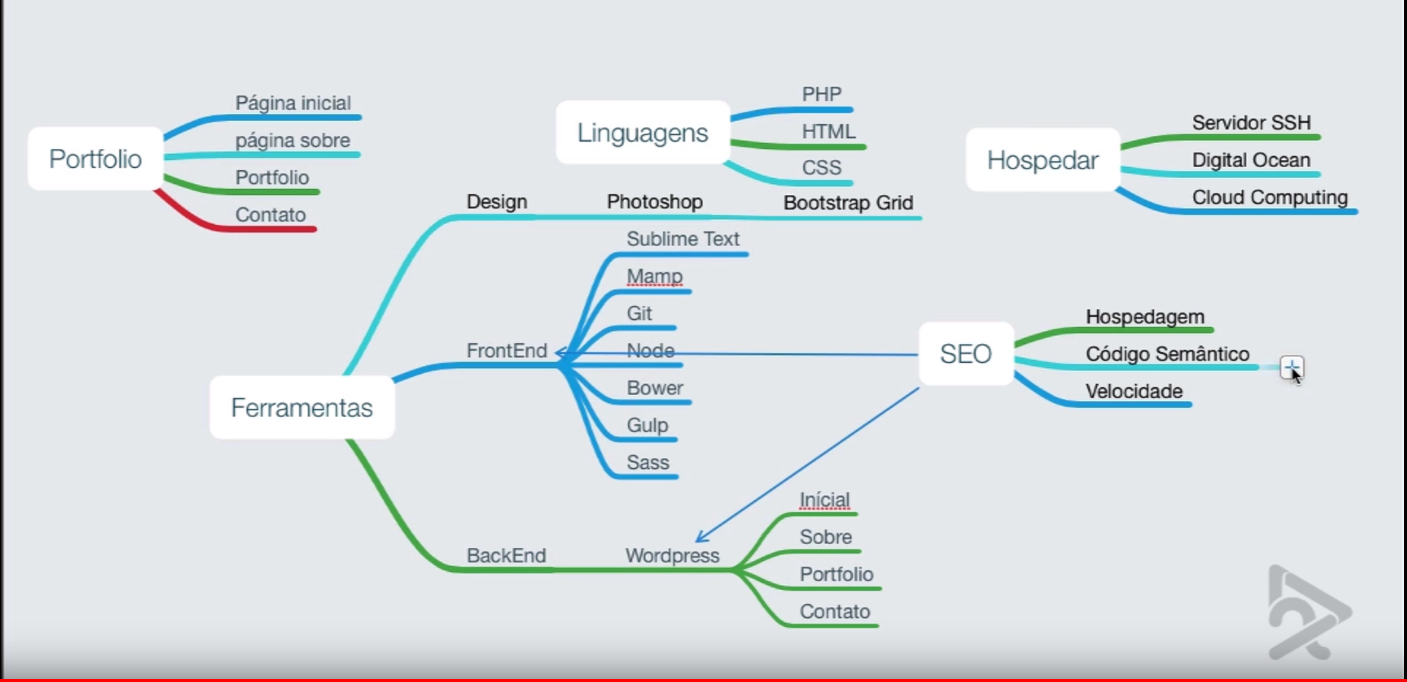 Portfolio
Página inicial
página sobre
Portfolio
Contato
Linguagens
PHP
HTML
CSS
Hospedar
Servidor SSH
Digital Ocean
Cloud Computing
Ferramentas
Design
Photoshop
Bootstrap Grid
FrontEnd
Sublime Text
Mamp
Git
Node
Bower
Gulp
Sass
BackEnd
Wordpress
Inícial
Sobre
Portfolio
Contato
SEO
Hospedagem
Código Semântico
Velocidade